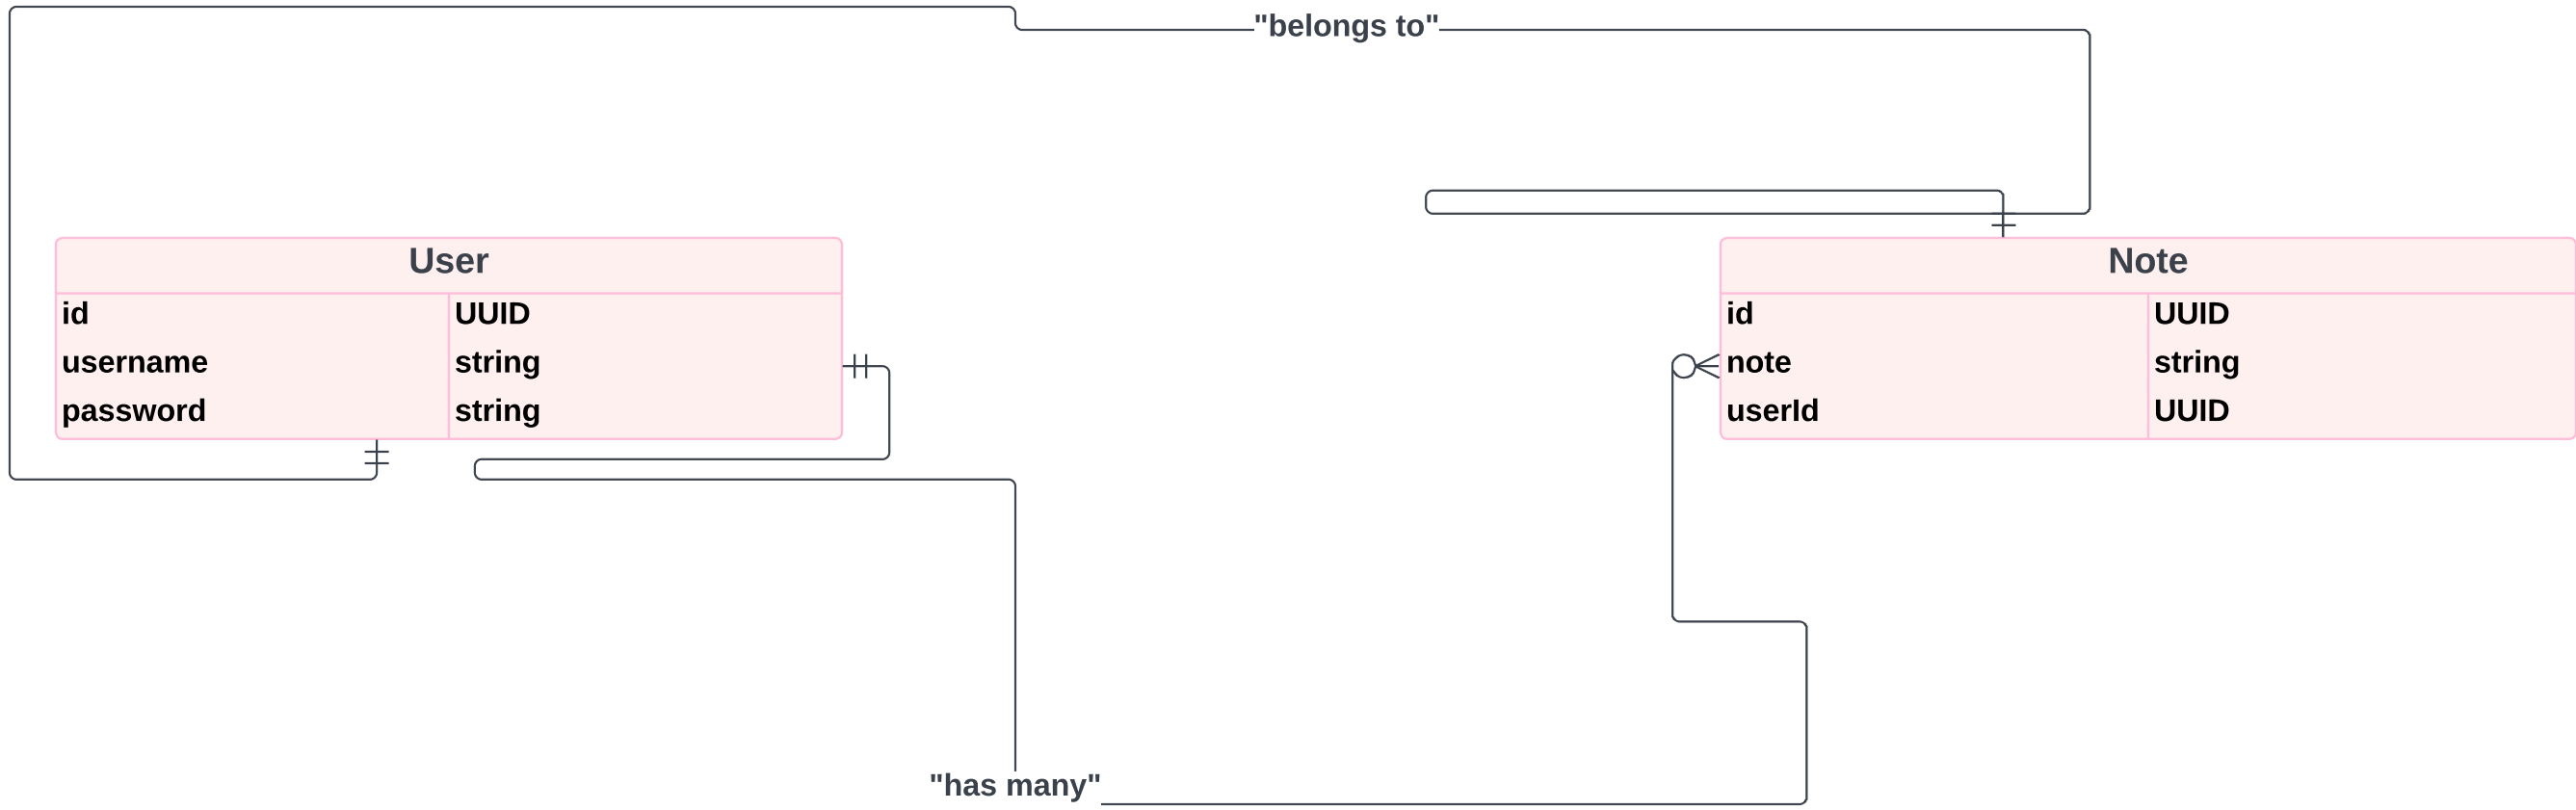 "belongs to"
User
id UUID
username string
password string
Note
id UUID
note string
userId UUID
"has many"